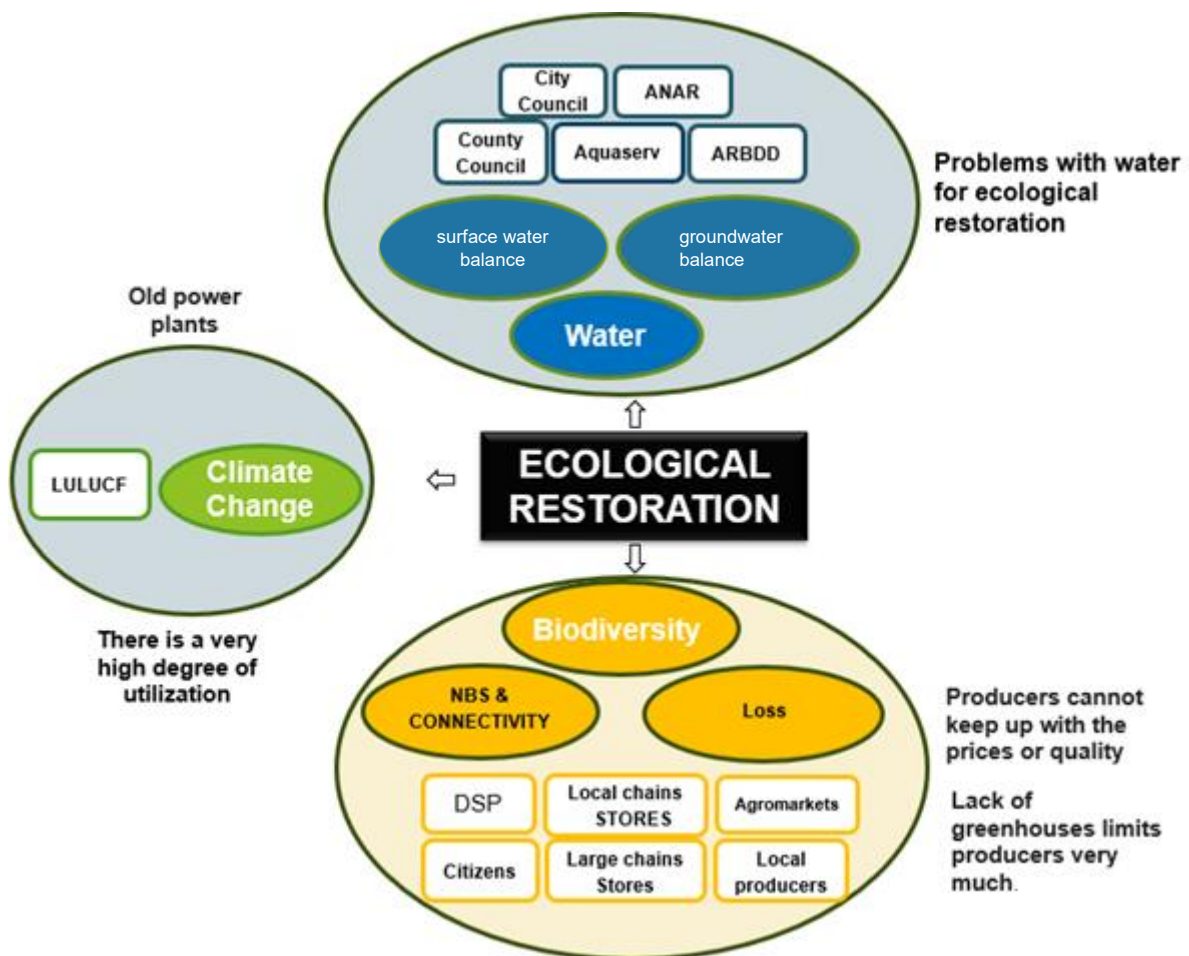 City
Council
ANAR
County
Council
Aquaserv
ARBDD
Problems with water
for ecological
restoration
surface water
balance
groundwater
balance
Water
Old power
plants
LULUCF
Climate
Change
There is a very
high degree of
utilization
ECOLOGICAL
RESTORATION
Biodiversity
NBS &
CONNECTIVITY
Loss
Producers cannot
keep up with the
prices or quality
DSP
Local chains
STORES
Agromarkets
Citizens
Large chains
Stores
Local
producers
Lack of
greenhouses limits
producers very
much.